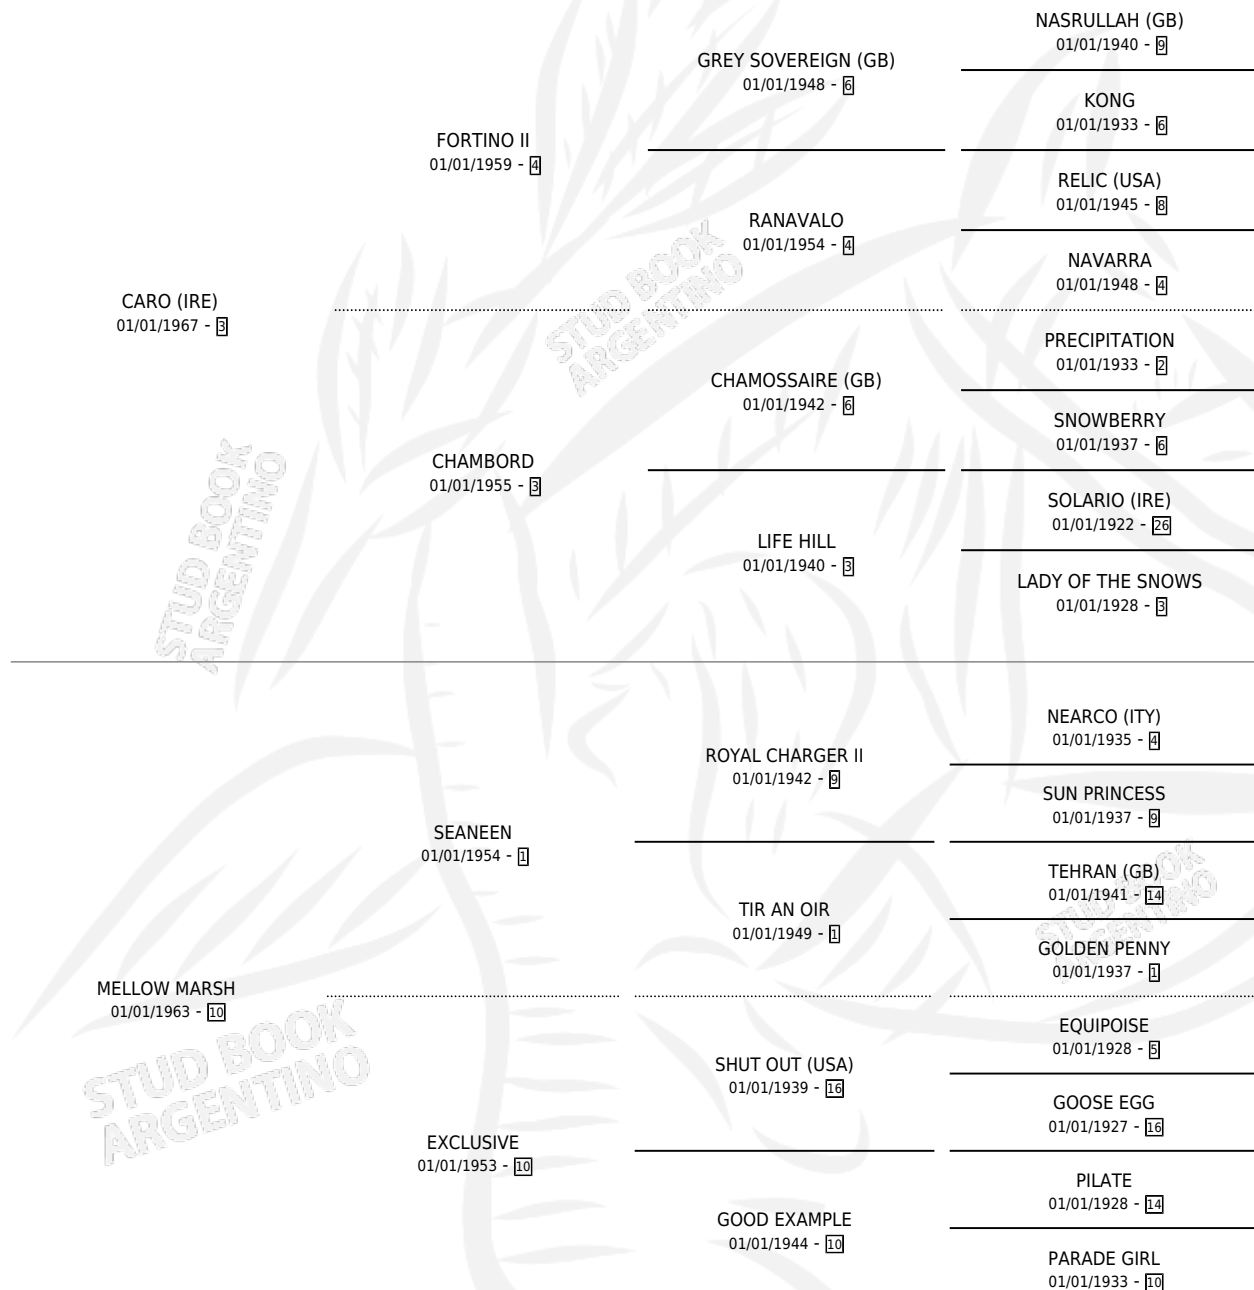 NASRULLAH (GB)
01/01/1940 - 9
GREY SOVEREIGN (GB)
01/01/1948 - 6
KONG
01/01/1933 - 6
FORTINO II
01/01/1959 - 4
RELIC (USA)
01/01/1945 - 8
RANAVALO
01/01/1954 - 4
NAVARRA
01/01/1948 - 4
CARO (IRE)
01/01/1967 - 3
PRECIPITATION
01/01/1933 - 2
CHAMOSSAIRE (GB)
01/01/1942 - 6
SNOWBERRY
01/01/1937 - 6
CHAMBORD
01/01/1955 - 3
SOLARIO (IRE)
01/01/1922 - 26
LIFE HILL
01/01/1940 - 3
LADY OF THE SNOWS
01/01/1928 - 3
NEARCO (ITY)
01/01/1935 - 4
ROYAL CHARGER II
01/01/1942 - 9
SUN PRINCESS
01/01/1937 - 9
SEANEEN
01/01/1954 - 1
TEHRAN (GB)
01/01/1941 - 14
TIR AN OIR
01/01/1949 - 1
GOLDEN PENNY
01/01/1937 - 1
MELLOW MARSH
01/01/1963 - 10
EQUIPOISE
01/01/1928 - 5
SHUT OUT (USA)
01/01/1939 - 16
GOOSE EGG
01/01/1927 - 16
EXCLUSIVE
01/01/1953 - 10
PILATE
01/01/1928 - 14
GOOD EXAMPLE
01/01/1944 - 10
PARADE GIRL
01/01/1933 - 10
STUD BOOK
ARGENTINO
STUD BOOK
ARGENTINO
STUD BOOK
ARGENTINO
STUD BOOK
ARGENTINO